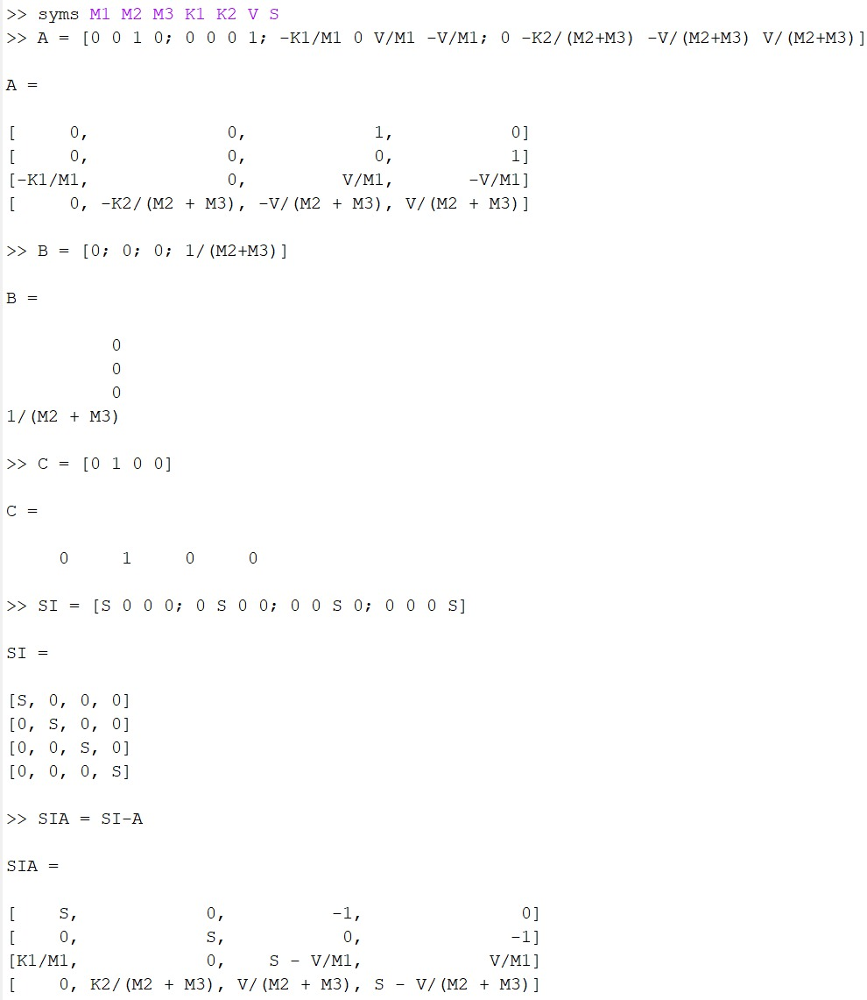 >> syms M1 M2 M3 K1 K2 V S
>> A = [0 0 1 0; 0 0 0 1; -K1/M1 0 V/M1 -V/M1; 0 -K2/(M2+M3) -V/(M2+M3) V/(M2+M3)]
A =
[     0,             0,            1,           0]
[     0,             0,            0,           1]
[-K1/M1,             0,         V/M1,       -V/M1]
[     0, -K2/(M2 + M3), -V/(M2 + M3), V/(M2 + M3)]
>> B = [0; 0; 0; 1/(M2+M3)]
B =
0
0
0
1/(M2 + M3)
>> C = [0 1 0 0]
C =
0     1     0     0
>> SI = [S 0 0 0; 0 S 0 0; 0 0 S 0; 0 0 0 S]
SI =
[S, 0, 0, 0]
[0, S, 0, 0]
[0, 0, S, 0]
[0, 0, 0, S]
>> SIA = SI-A
SIA =
[    S,            0,          -1,               0]
[    0,            S,           0,              -1]
[K1/M1,            0,    S - V/M1,            V/M1]
[    0, K2/(M2 + M3), V/(M2 + M3), S - V/(M2 + M3)]